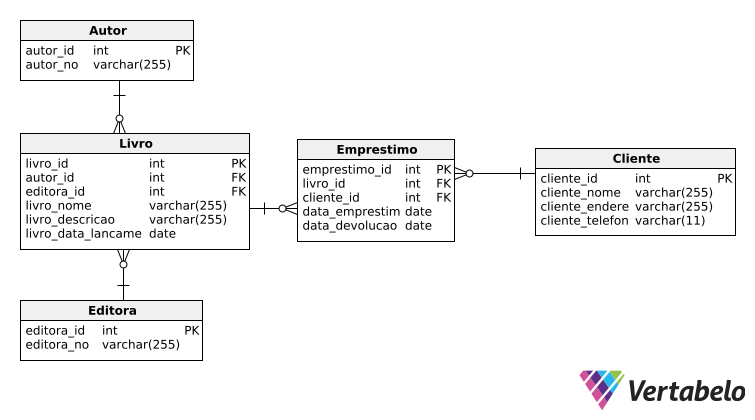 Autor
autor_id int PK
autor_no varchar(255)
Livro
livro_id int PK
autor_id int FK
editora_id int FK
livro_nome varchar(255)
livro_descricao varchar(255)
livro_data_lancame date
Emprestimo
emprestimo_id int PK
livro_id int FK
cliente_id int FK
data_emprestim date
data_devolucao date
Cliente
cliente_id int PK
cliente_nome varchar(255)
cliente_endere varchar(255)
cliente_telefon varchar(11)
Editora
editora_id int PK
editora_no varchar(255)
Vertabelo